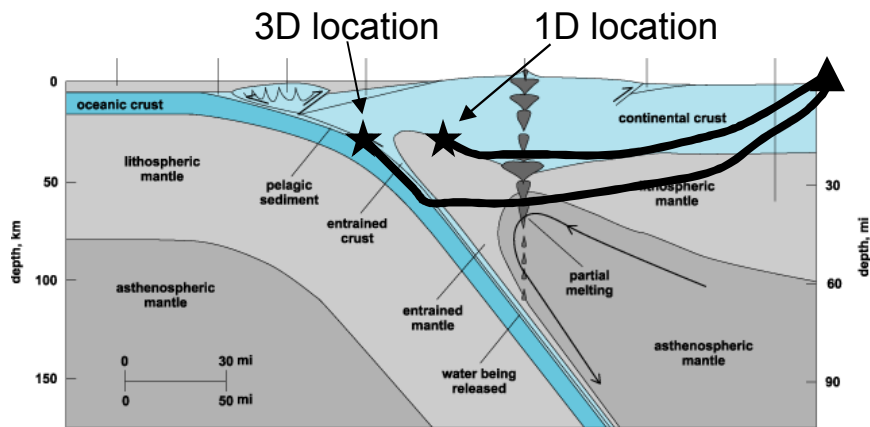 3D location
1D location
0
oceanic crust
continental crust
lithospheric
mantle
pelagic
sediment
lithospheric
mantle
50
30
entrained
crust
depth, km
depth, mi
partial
melting
100
60
asthenospheric
mantle
entrained
mantle
asthenospheric
mantle
water being
released
0 30 mi
0 50 mi
150
90